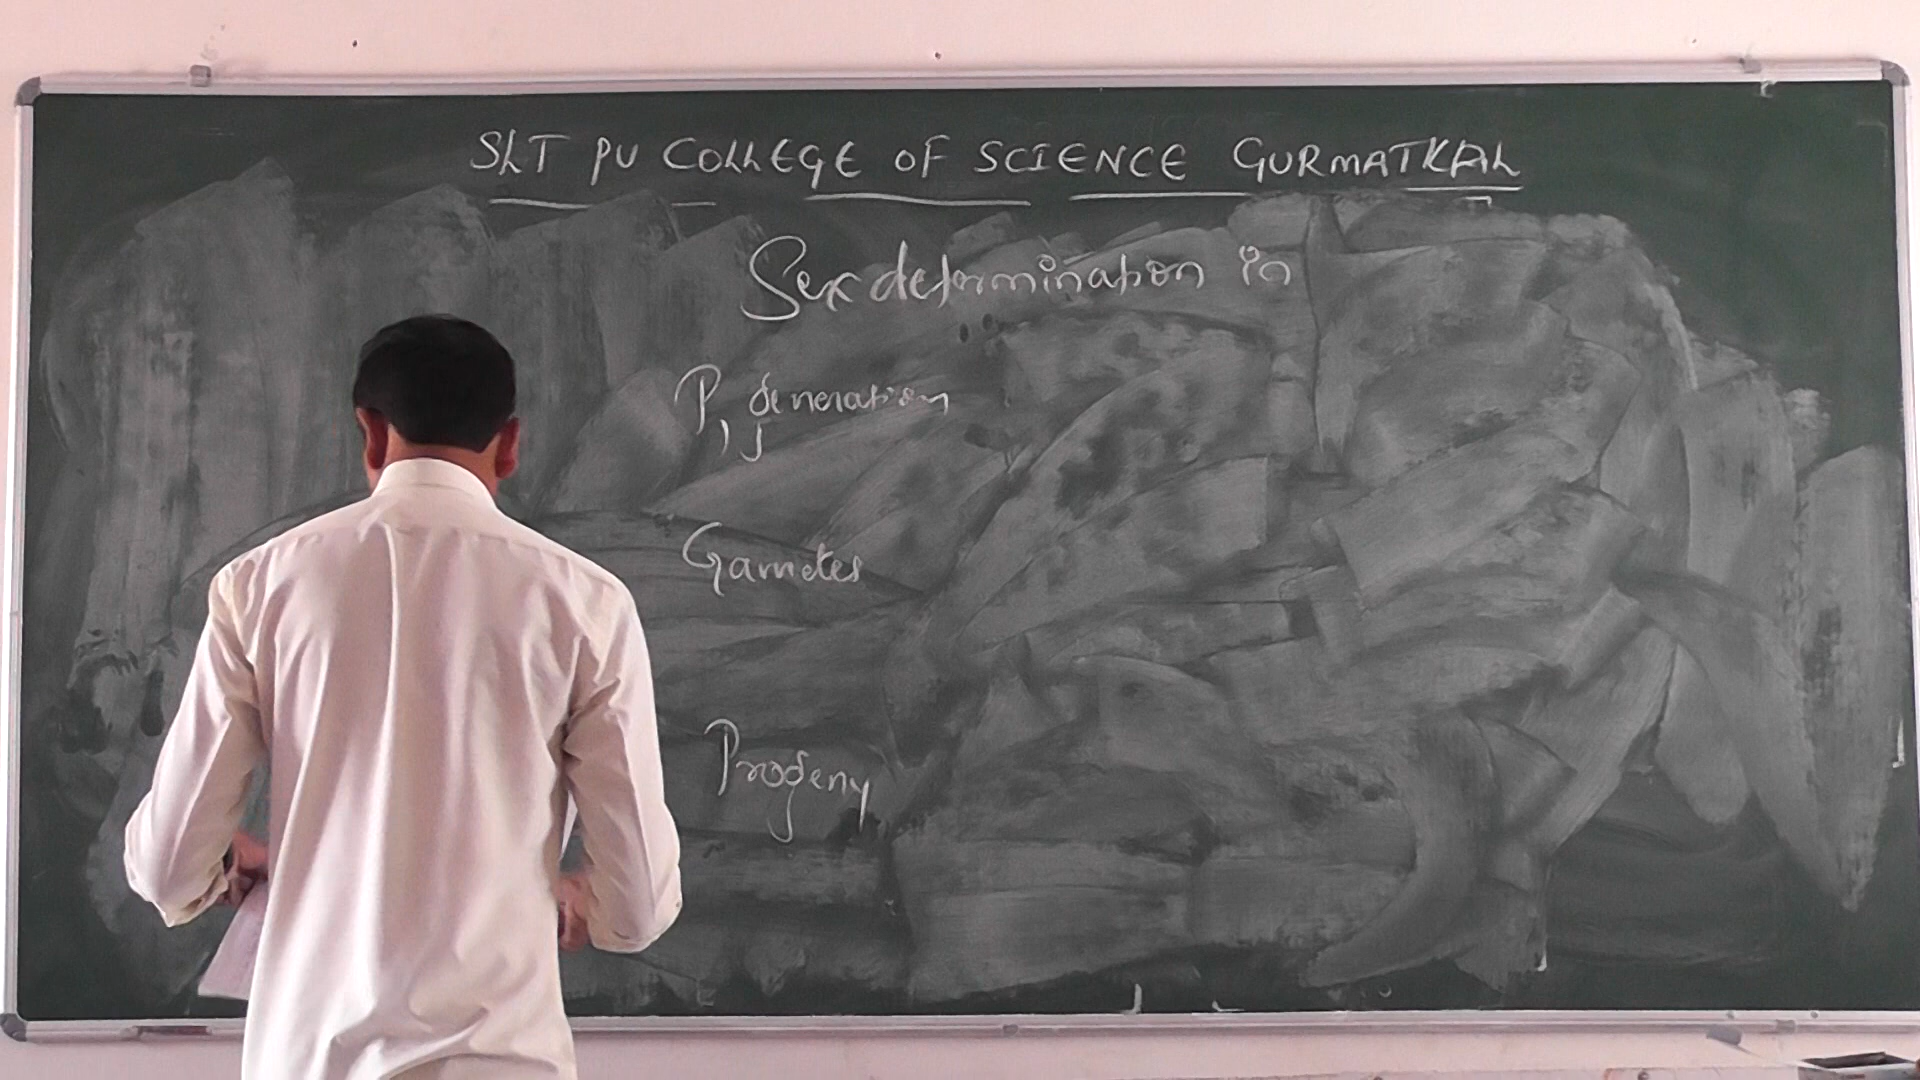 SLT PU COLLEGE OF SCIENCE GURMATKAL
Sex determination in
P₁ generation
Gametes
Progeny